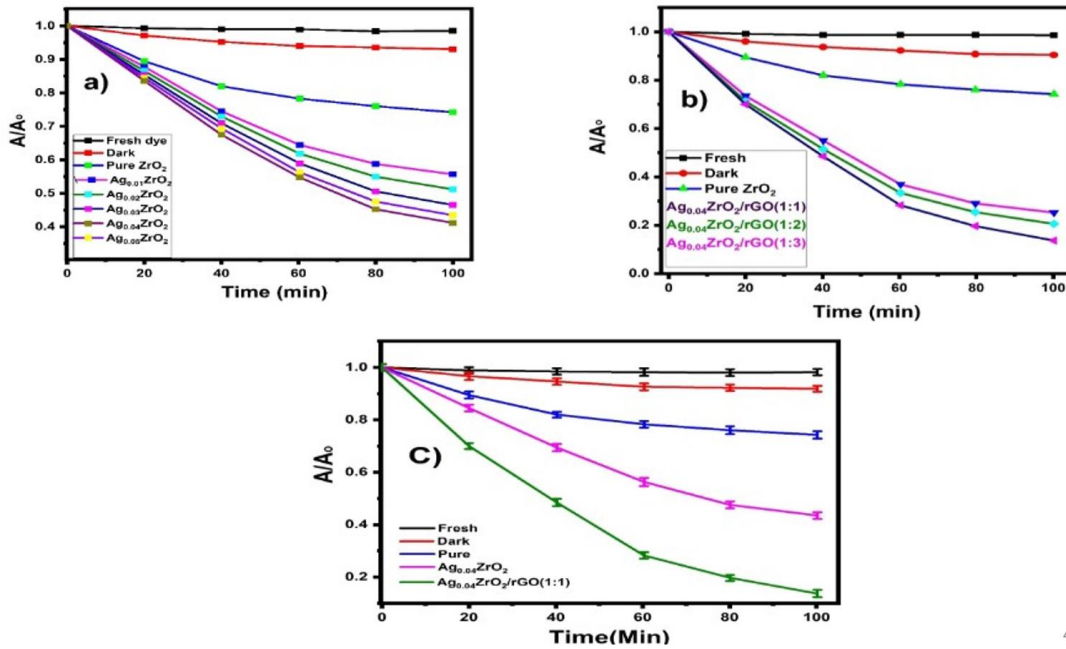 a)
A/A₀
1.0
0.9
0.8
0.7
0.6
0.5
0.4
Fresh dye
Dark
Pure ZrO₂
Ag₀.₀₁ZrO₂
Ag₀.₀₂ZrO₂
Ag₀.₀₃ZrO₂
Ag₀.₀₄ZrO₂
Ag₀.₀₅ZrO₂
0 20 40 60 80 100
Time (min)
b)
A/A₀
1.0
0.8
0.6
0.4
0.2
0.0
Fresh
Dark
Pure ZrO₂
Ag₀.₀₄ZrO₂/rGO(1:1)
Ag₀.₀₄ZrO₂/rGO(1:2)
Ag₀.₀₄ZrO₂/rGO(1:3)
0 20 40 60 80 100
Time (min)
C)
A/A₀
1.0
0.8
0.6
0.4
0.2
Fresh
Dark
Pure
Ag₀.₀₄ZrO₂
Ag₀.₀₄ZrO₂/rGO(1:1)
0 20 40 60 80 100
Time(Min)